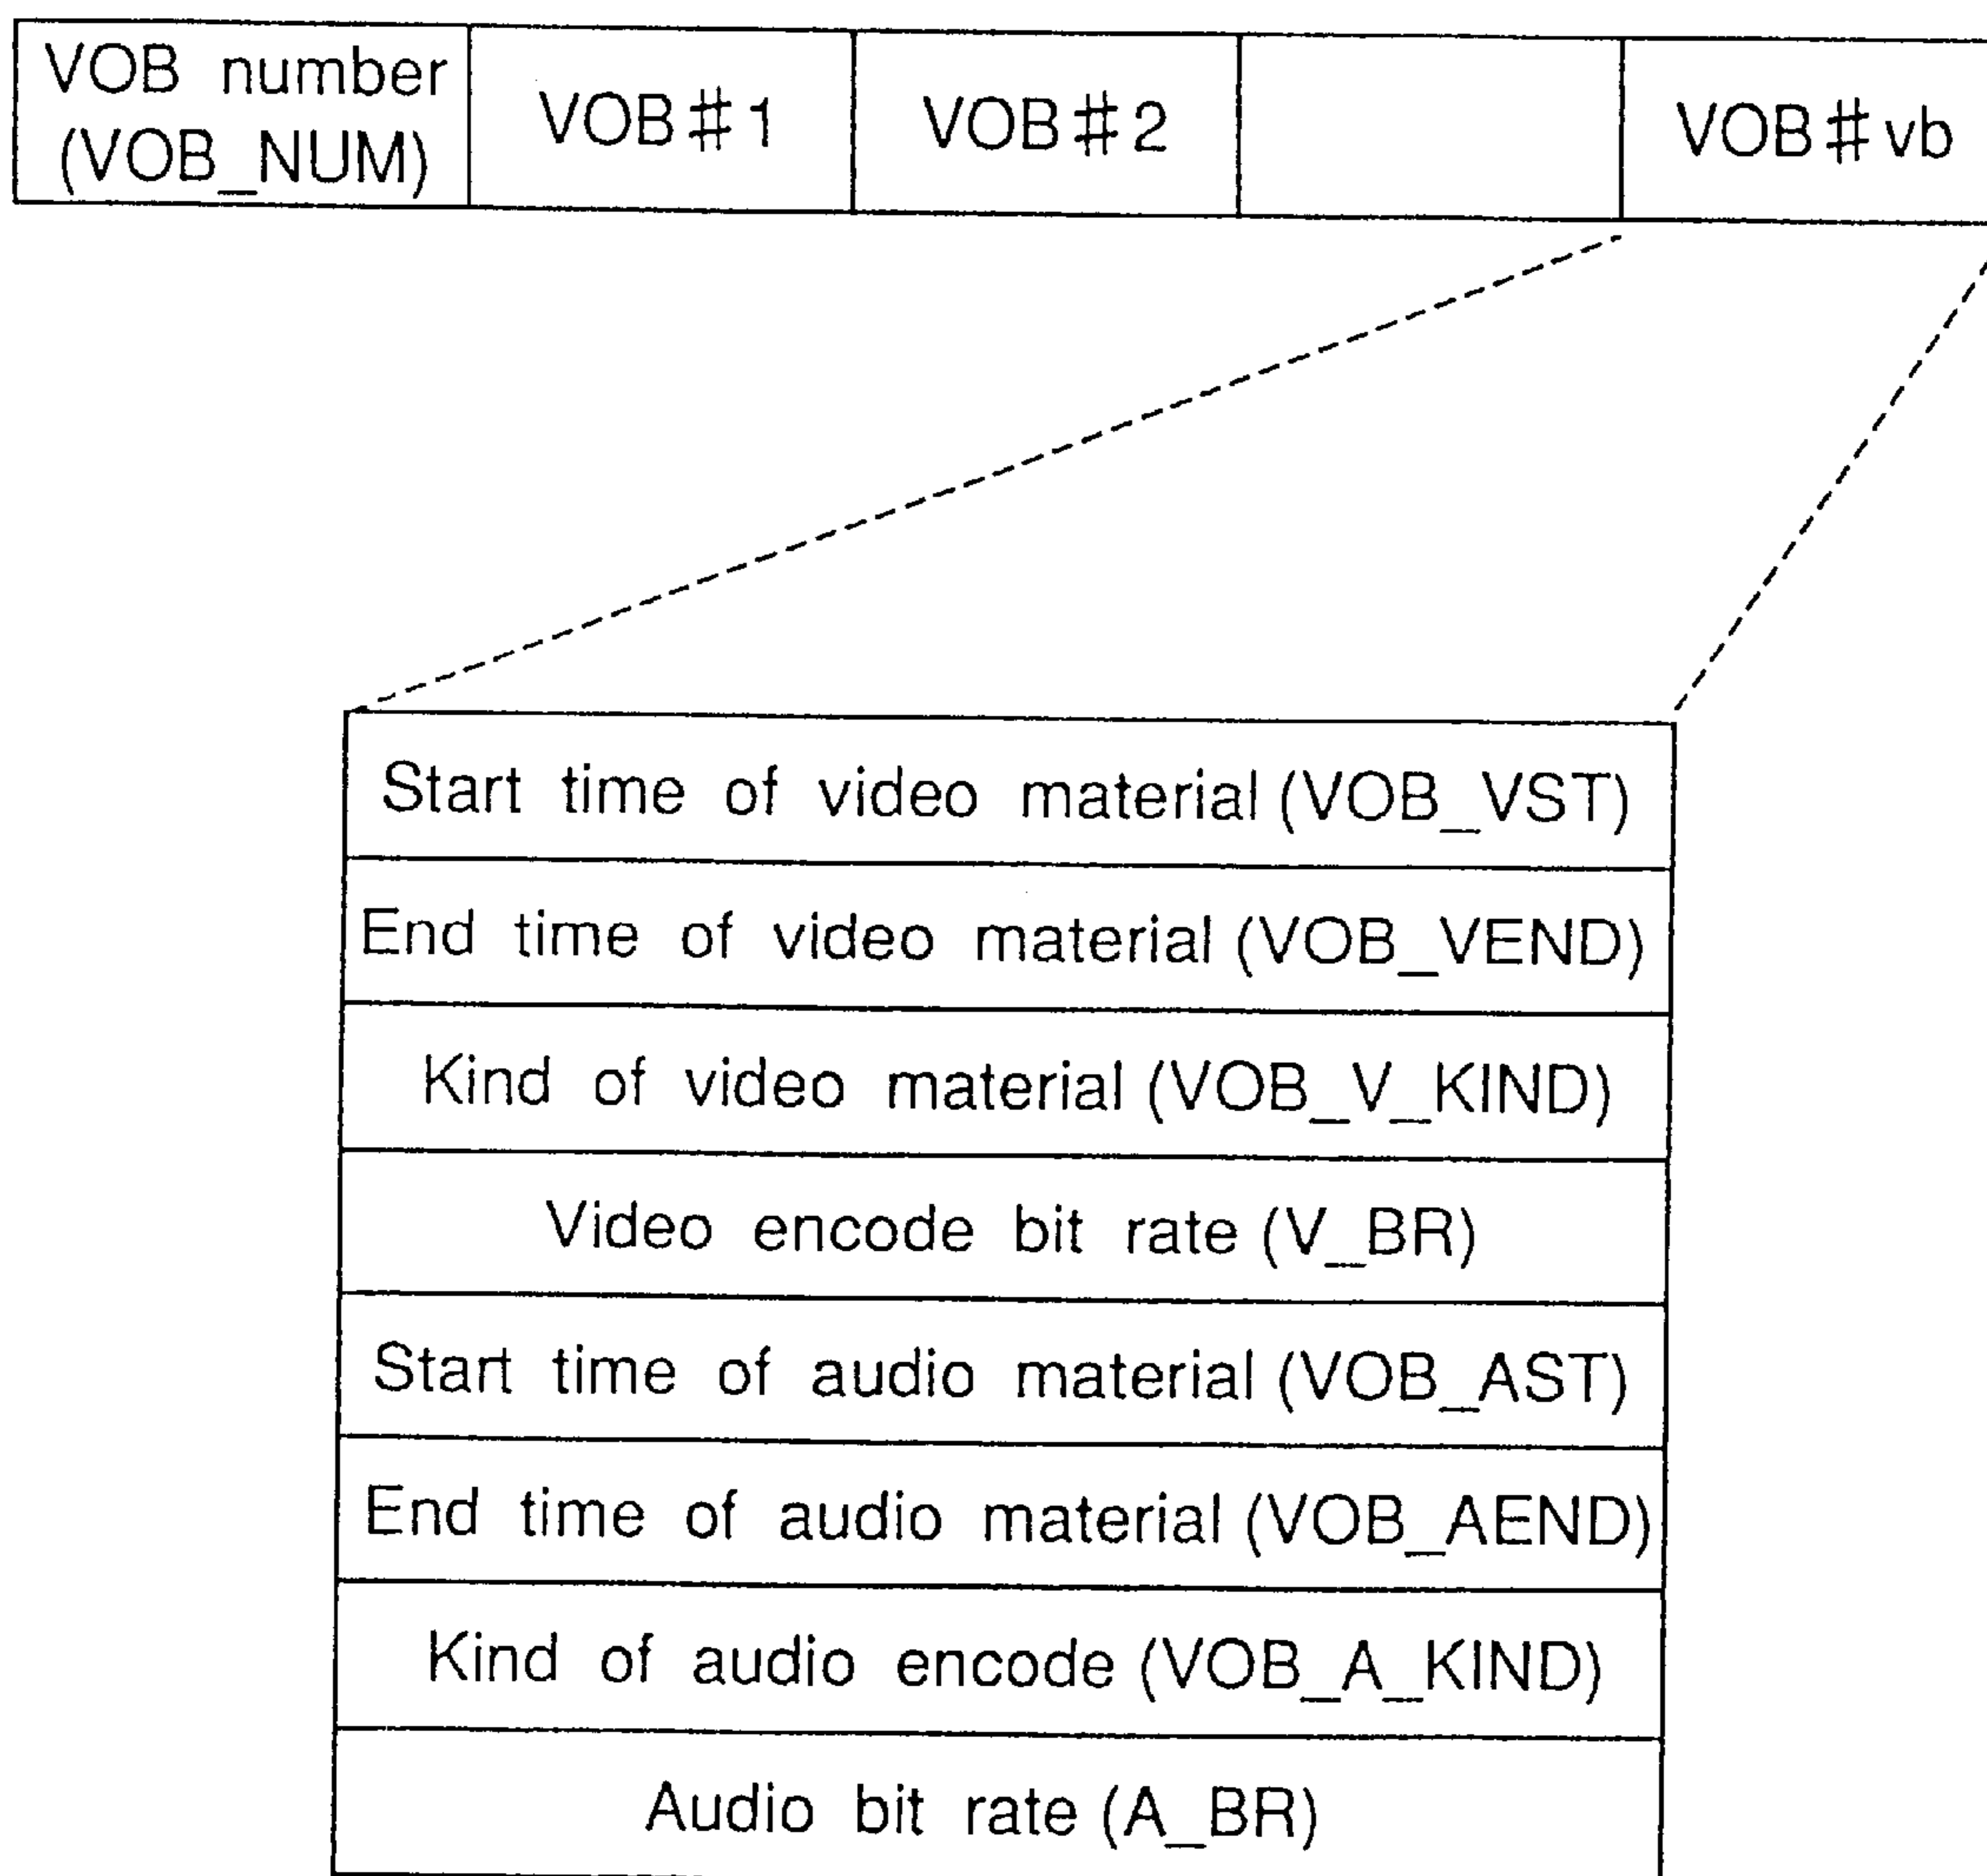 VOB number
(VOB_NUM)
VOB#1
VOB#2
VOB#vb
Start time of video material (VOB_VST)
End time of video material (VOB_VEND)
Kind of video material (VOB_V_KIND)
Video encode bit rate (V_BR)
Start time of audio material (VOB_AST)
End time of audio material (VOB_AEND)
Kind of audio encode (VOB_A_KIND)
Audio bit rate (A_BR)